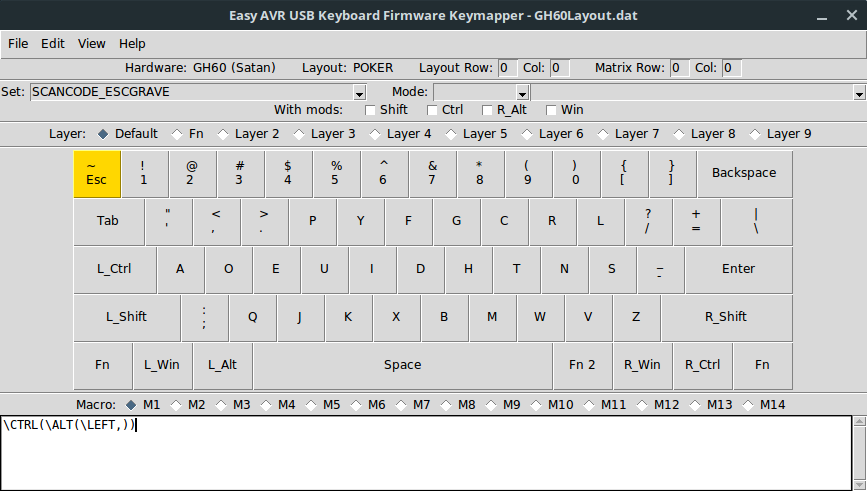 Easy AVR USB Keyboard Firmware Keymapper - GH60Layout.dat
File Edit View Help
Hardware: GH60 (Satan) Layout: POKER Layout Row: 0 Col: 0 Matrix Row: 0 Col: 0
Set: SCANCODE_ESCGRAVE Mode:
With mods: Shift Ctrl R_Alt Win
Layer: Default Fn Layer 2 Layer 3 Layer 4 Layer 5 Layer 6 Layer 7 Layer 8 Layer 9
~ ! @ # $ % ^ & * ( ) { }
Esc 1 2 3 4 5 6 7 8 9 0 [ ] Backspace
" < > ? + |
Tab ' , . P Y F G C R L / = \
L_Ctrl A O E U I D H T N S _ - Enter
:
L_Shift ; Q J K X B M W V Z R_Shift
Fn L_Win L_Alt Space Fn 2 R_Win R_Ctrl Fn
Macro: M1 M2 M3 M4 M5 M6 M7 M8 M9 M10 M11 M12 M13 M14
\CTRL(\ALT(\LEFT,))